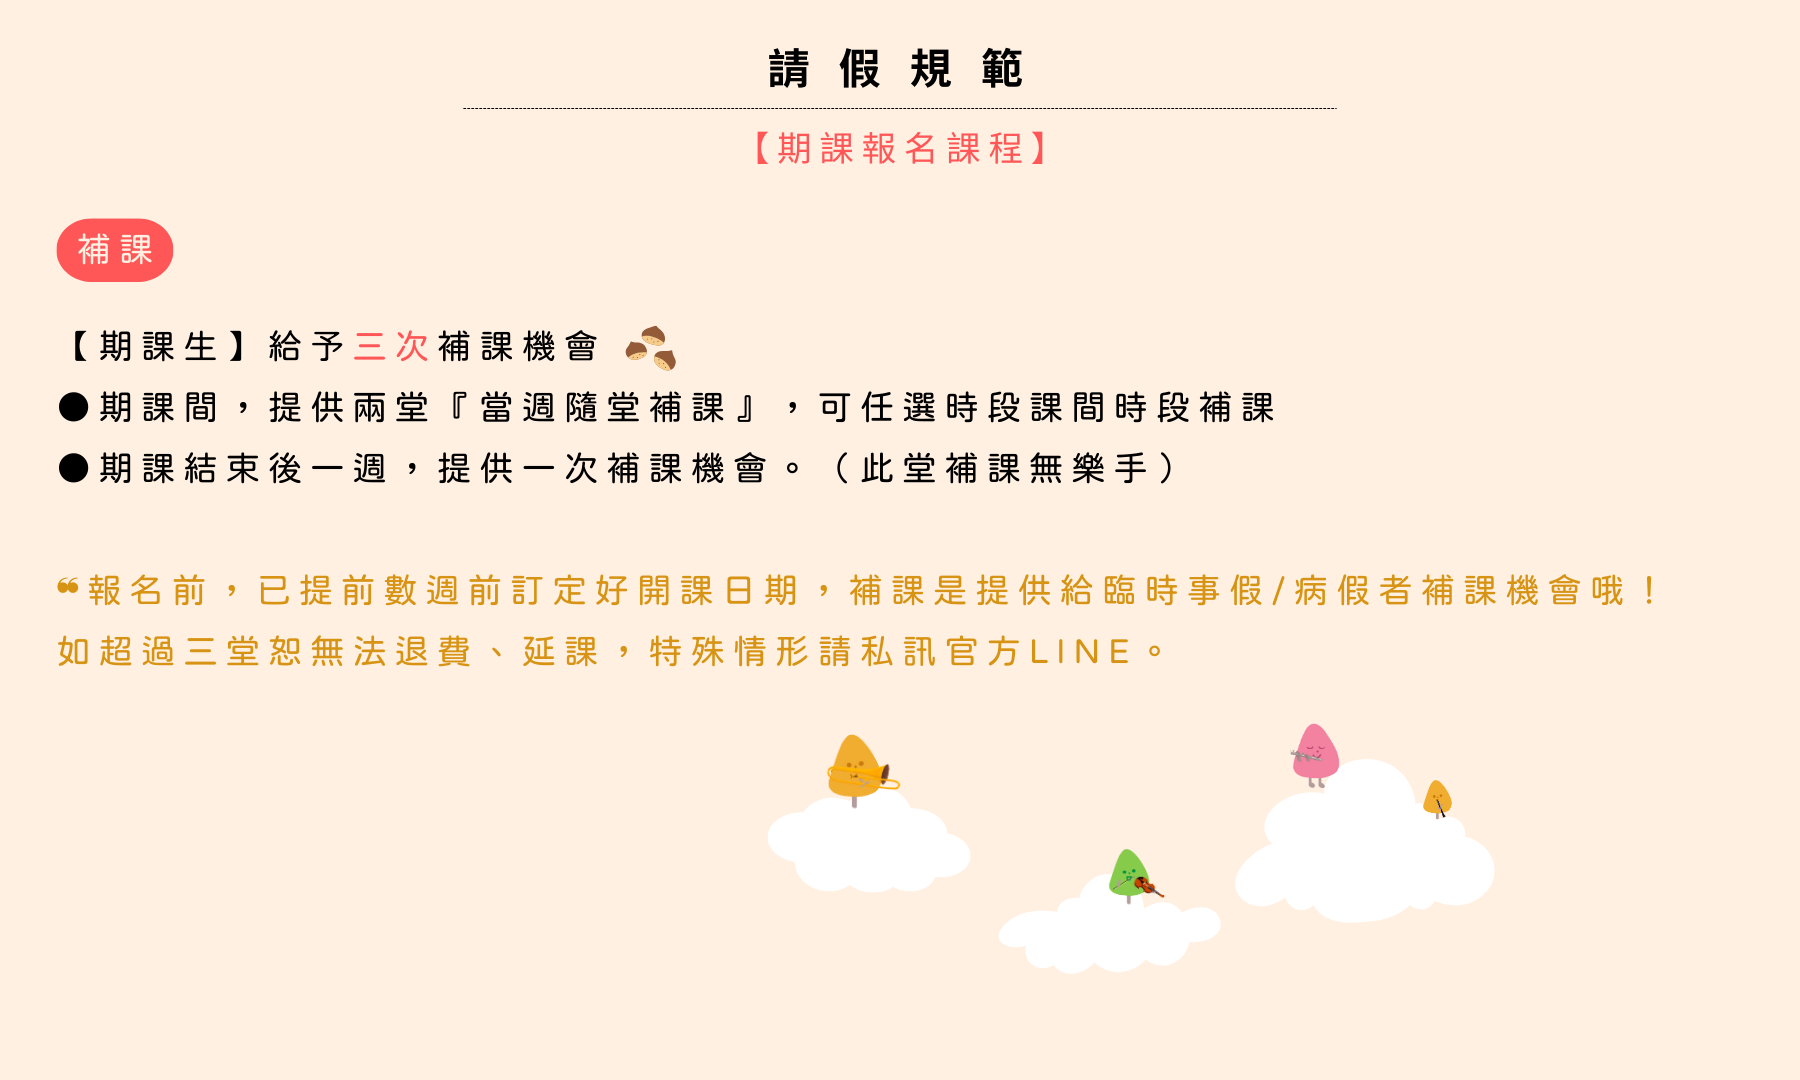 請假規範
【期課報名課程】
補課
【期課生】給予三次補課機會
●期課間，提供兩堂『當週隨堂補課』，可任選時段課間時段補課
●期課結束後一週，提供一次補課機會。（此堂補課無樂手）
❝報名前，已提前數週前訂定好開課日期，補課是提供給臨時事假/病假者補課機會哦！
如超過三堂恕無法退費、延課，特殊情形請私訊官方LINE。